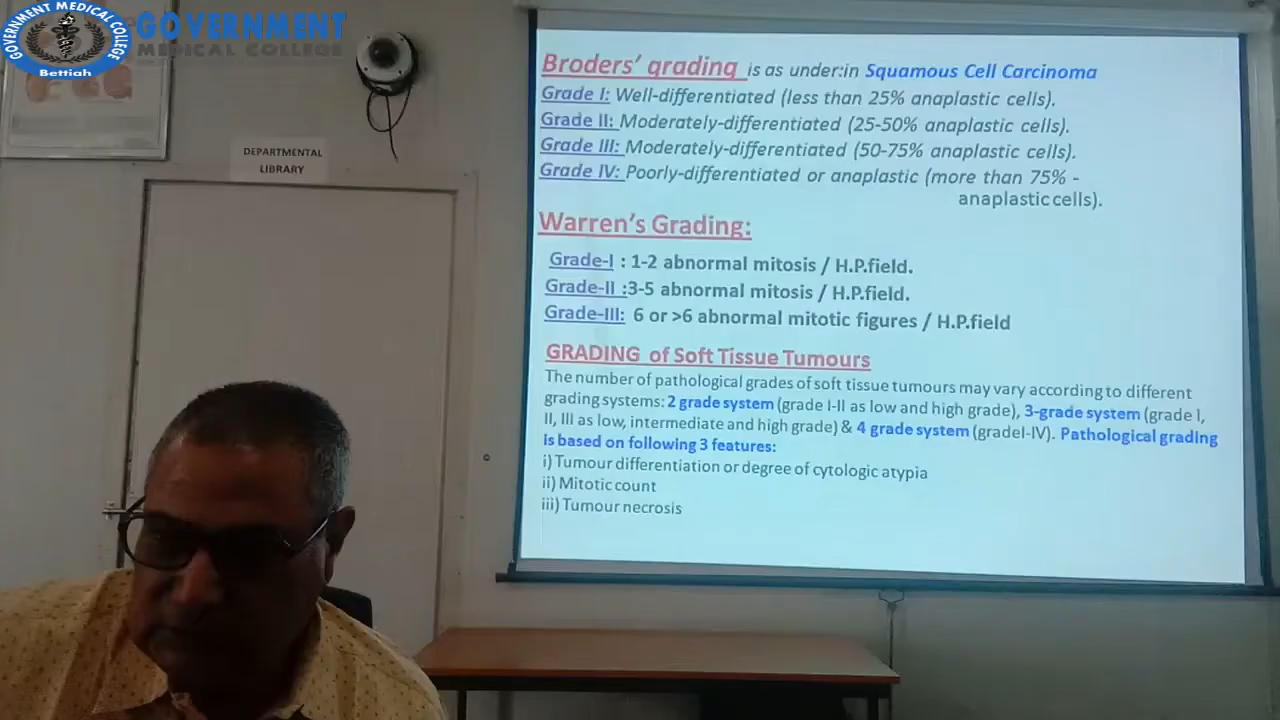 GOVERNMENT MEDICAL COLLEGE
Bettiah
GOVERNMENT
MEDICAL COLLEGE
DEPARTMENTAL
LIBRARY
Broders' grading is as under:in Squamous Cell Carcinoma
Grade I: Well-differentiated (less than 25% anaplastic cells).
Grade II: Moderately-differentiated (25-50% anaplastic cells).
Grade III: Moderately-differentiated (50-75% anaplastic cells).
Grade IV: Poorly-differentiated or anaplastic (more than 75% -
anaplastic cells).
Warren's Grading:
Grade-I : 1-2 abnormal mitosis / H.P.field.
Grade-II :3-5 abnormal mitosis / H.P.field.
Grade-III: 6 or >6 abnormal mitotic figures / H.P.field
GRADING of Soft Tissue Tumours
The number of pathological grades of soft tissue tumours may vary according to different
grading systems: 2 grade system (grade I-II as low and high grade), 3-grade system (grade I,
II, III as low, intermediate and high grade) & 4 grade system (gradeI-IV). Pathological grading
is based on following 3 features:
i) Tumour differentiation or degree of cytologic atypia
ii) Mitotic count
iii) Tumour necrosis